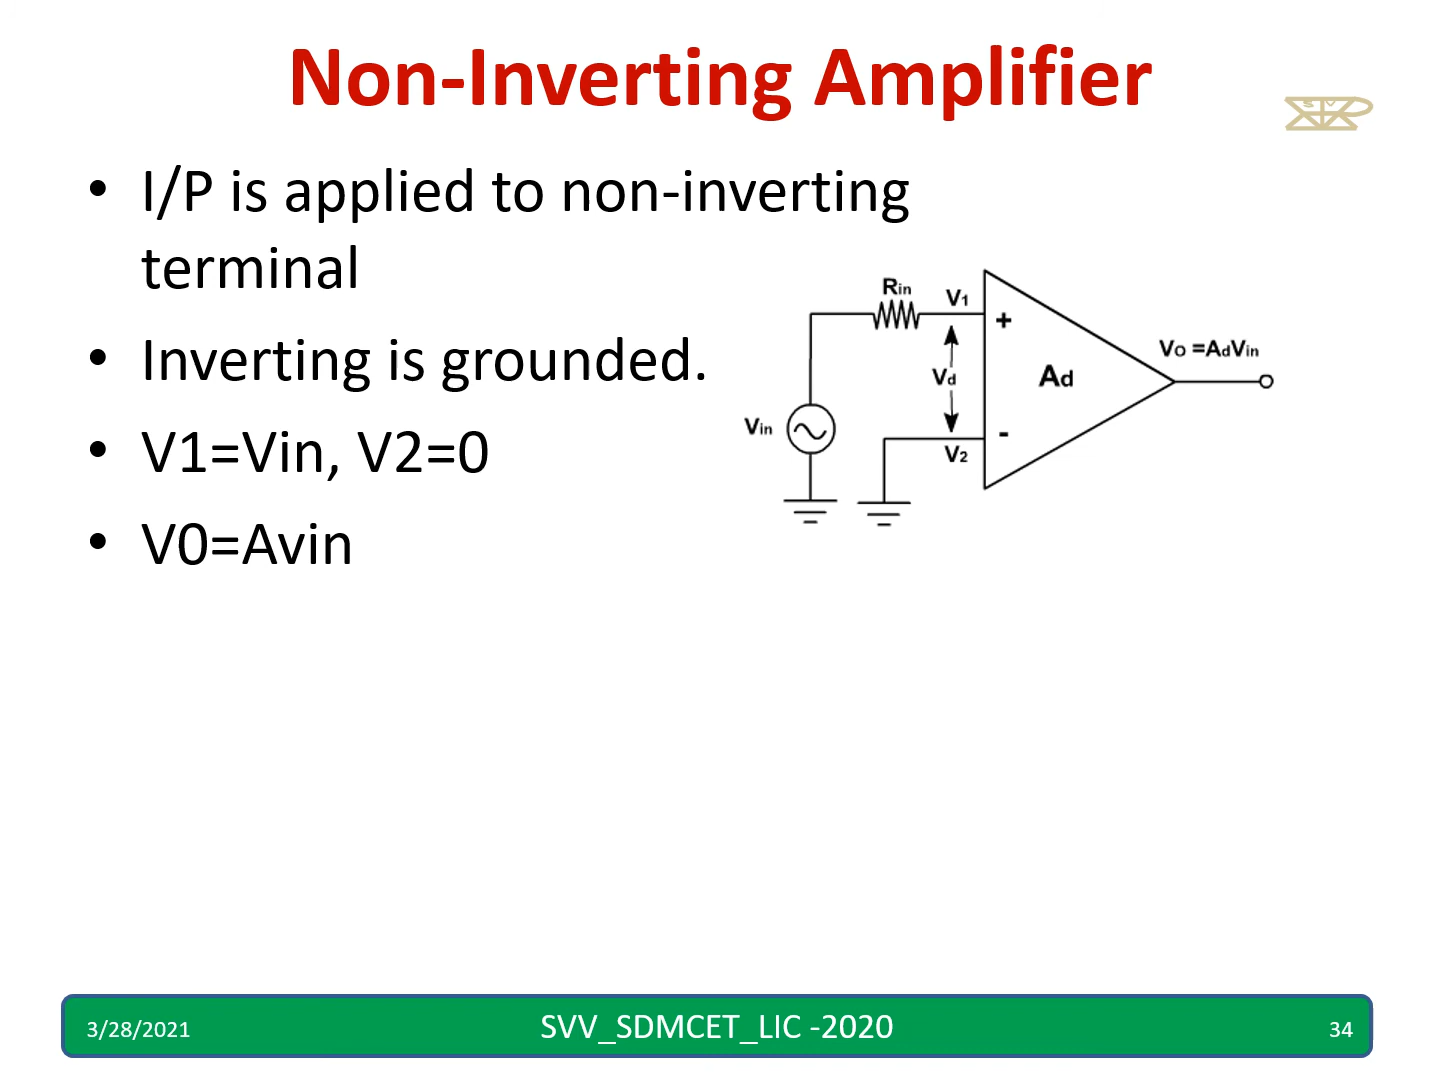 Non-Inverting Amplifier
• I/P is applied to non-inverting
terminal
• Inverting is grounded.
• V1=Vin, V2=0
• V0=Avin
Rin
V1
+
Vd
Ad
Vo =AdVin
Vin
-
V2
3/28/2021
SVV_SDMCET_LIC -2020
34